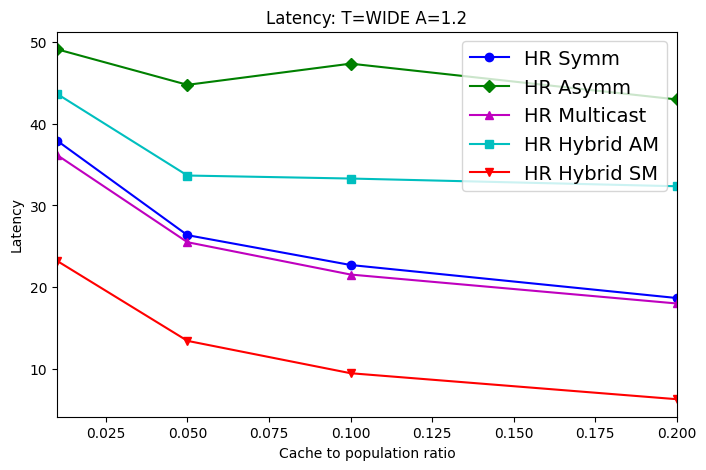 Latency: T=WIDE A=1.2
50
40
30
20
10
Latency
HR Symm
HR Asymm
HR Multicast
HR Hybrid AM
HR Hybrid SM
0.025 0.050 0.075 0.100 0.125 0.150 0.175 0.200
Cache to population ratio